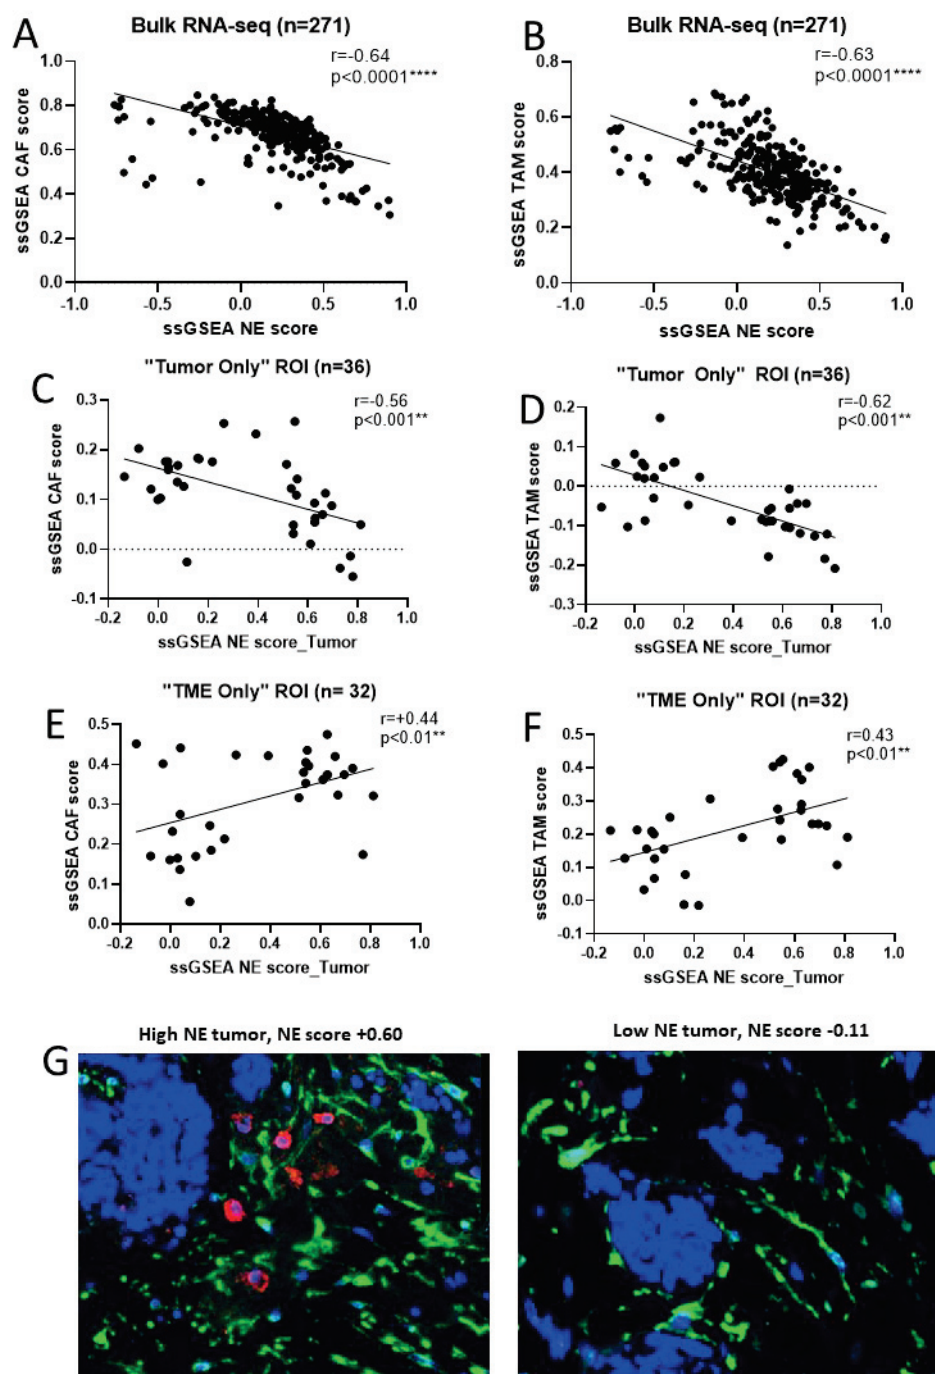 A
Bulk RNA-seq (n=271)
r=-0.64
p<0.0001****
1.0
0.8
0.6
0.4
0.2
0.0
-1.0
-0.5
0.0
0.5
1.0
ssGSEA CAF score
ssGSEA NE score
B
Bulk RNA-seq (n=271)
r=-0.63
p<0.0001****
0.8
0.6
0.4
0.2
0.0
-1.0
-0.5
0.0
0.5
1.0
ssGSEA TAM score
ssGSEA NE score
C
"Tumor Only" ROI (n=36)
r=-0.56
p<0.001**
0.3
0.2
0.1
0.0
-0.1
0.0
0.2
0.4
0.6
0.8
1.0
ssGSEA CAF score
ssGSEA NE score_Tumor
D
"Tumor Only" ROI (n=36)
r=-0.62
p<0.001**
0.2
0.1
0.0
-0.1
-0.2
-0.3
0.0
0.2
0.4
0.6
0.8
1.0
ssGSEA TAM score
ssGSEA NE score_Tumor
E
"TME Only" ROI (n= 32)
r=+0.44
p<0.01**
0.5
0.4
0.3
0.2
0.1
0.0
-0.2
0.0
0.2
0.4
0.6
0.8
1.0
ssGSEA CAF score
ssGSEA NE score_Tumor
F
"TME Only" ROI (n=32)
r=0.43
p<0.01**
0.5
0.4
0.3
0.2
0.1
0.0
-0.1
-0.2
0.0
0.2
0.4
0.6
0.8
1.0
ssGSEA TAM score
ssGSEA NE score_Tumor
G
High NE tumor, NE score +0.60
Low NE tumor, NE score -0.11